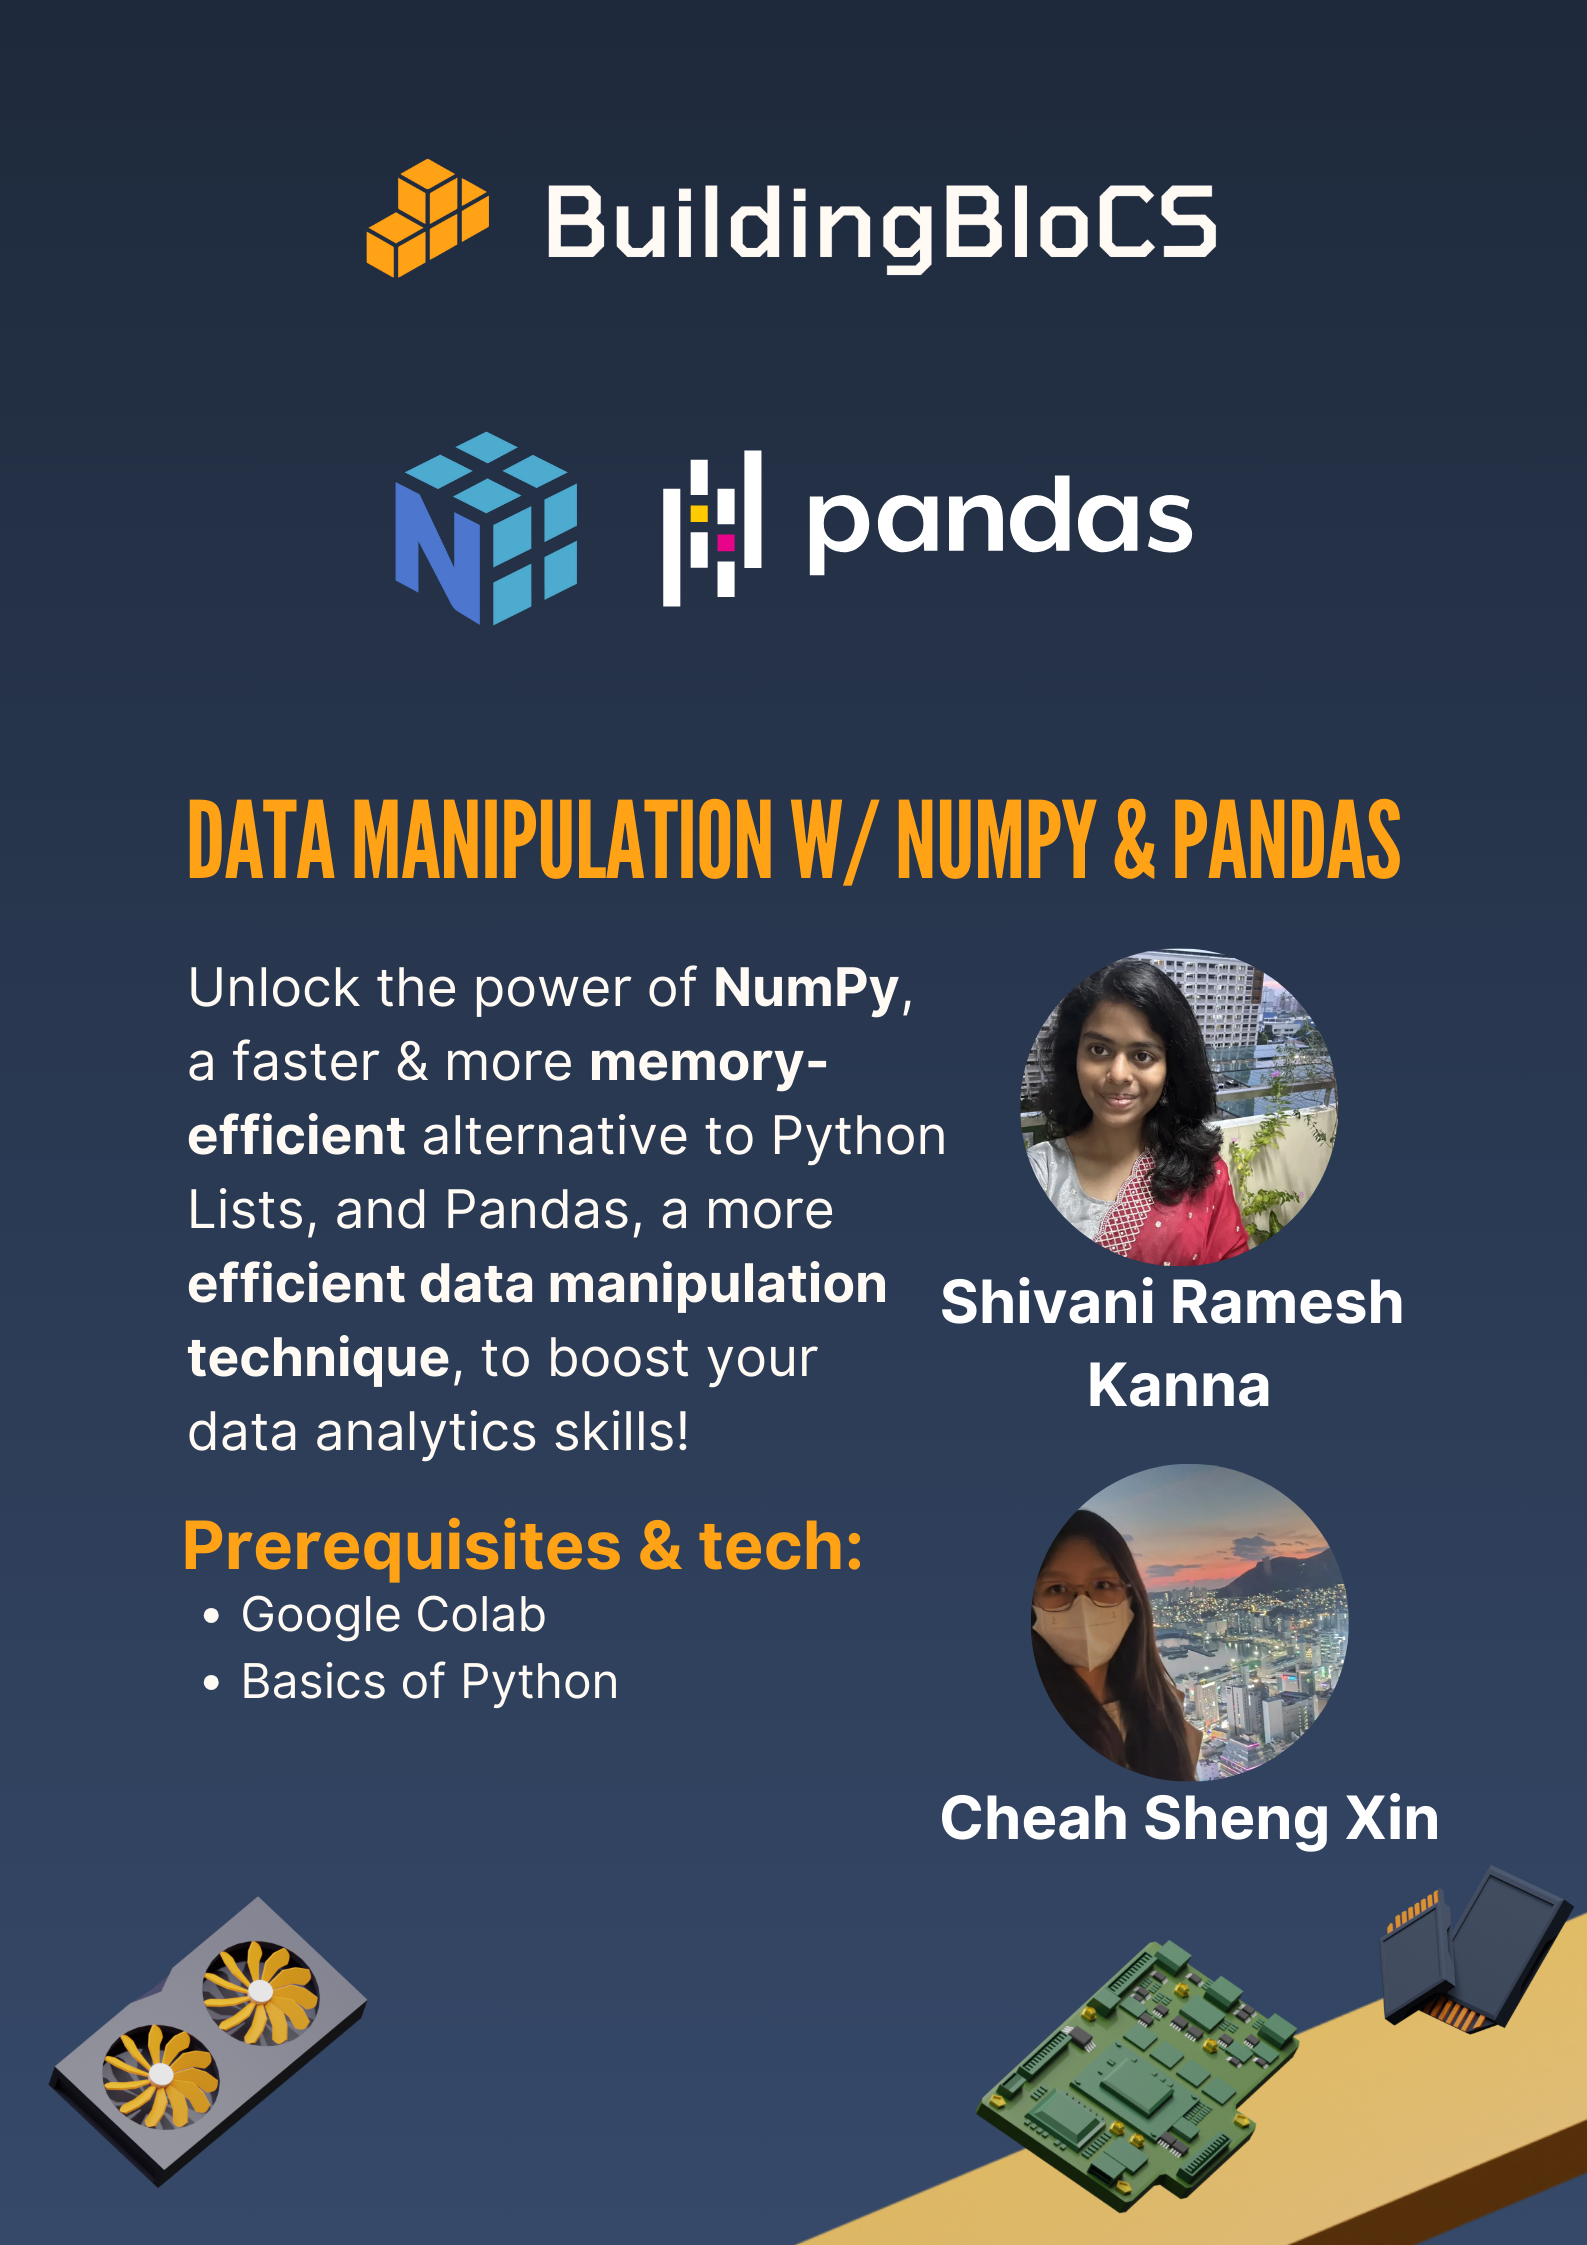 BuildingBloCS
N
pandas
DATA MANIPULATION W/ NUMPY & PANDAS
Unlock the power of NumPy,
a faster & more memory-
efficient alternative to Python
Lists, and Pandas, a more
efficient data manipulation
technique, to boost your
data analytics skills!
Shivani Ramesh
Kanna
Prerequisites & tech:
• Google Colab
• Basics of Python
Cheah Sheng Xin